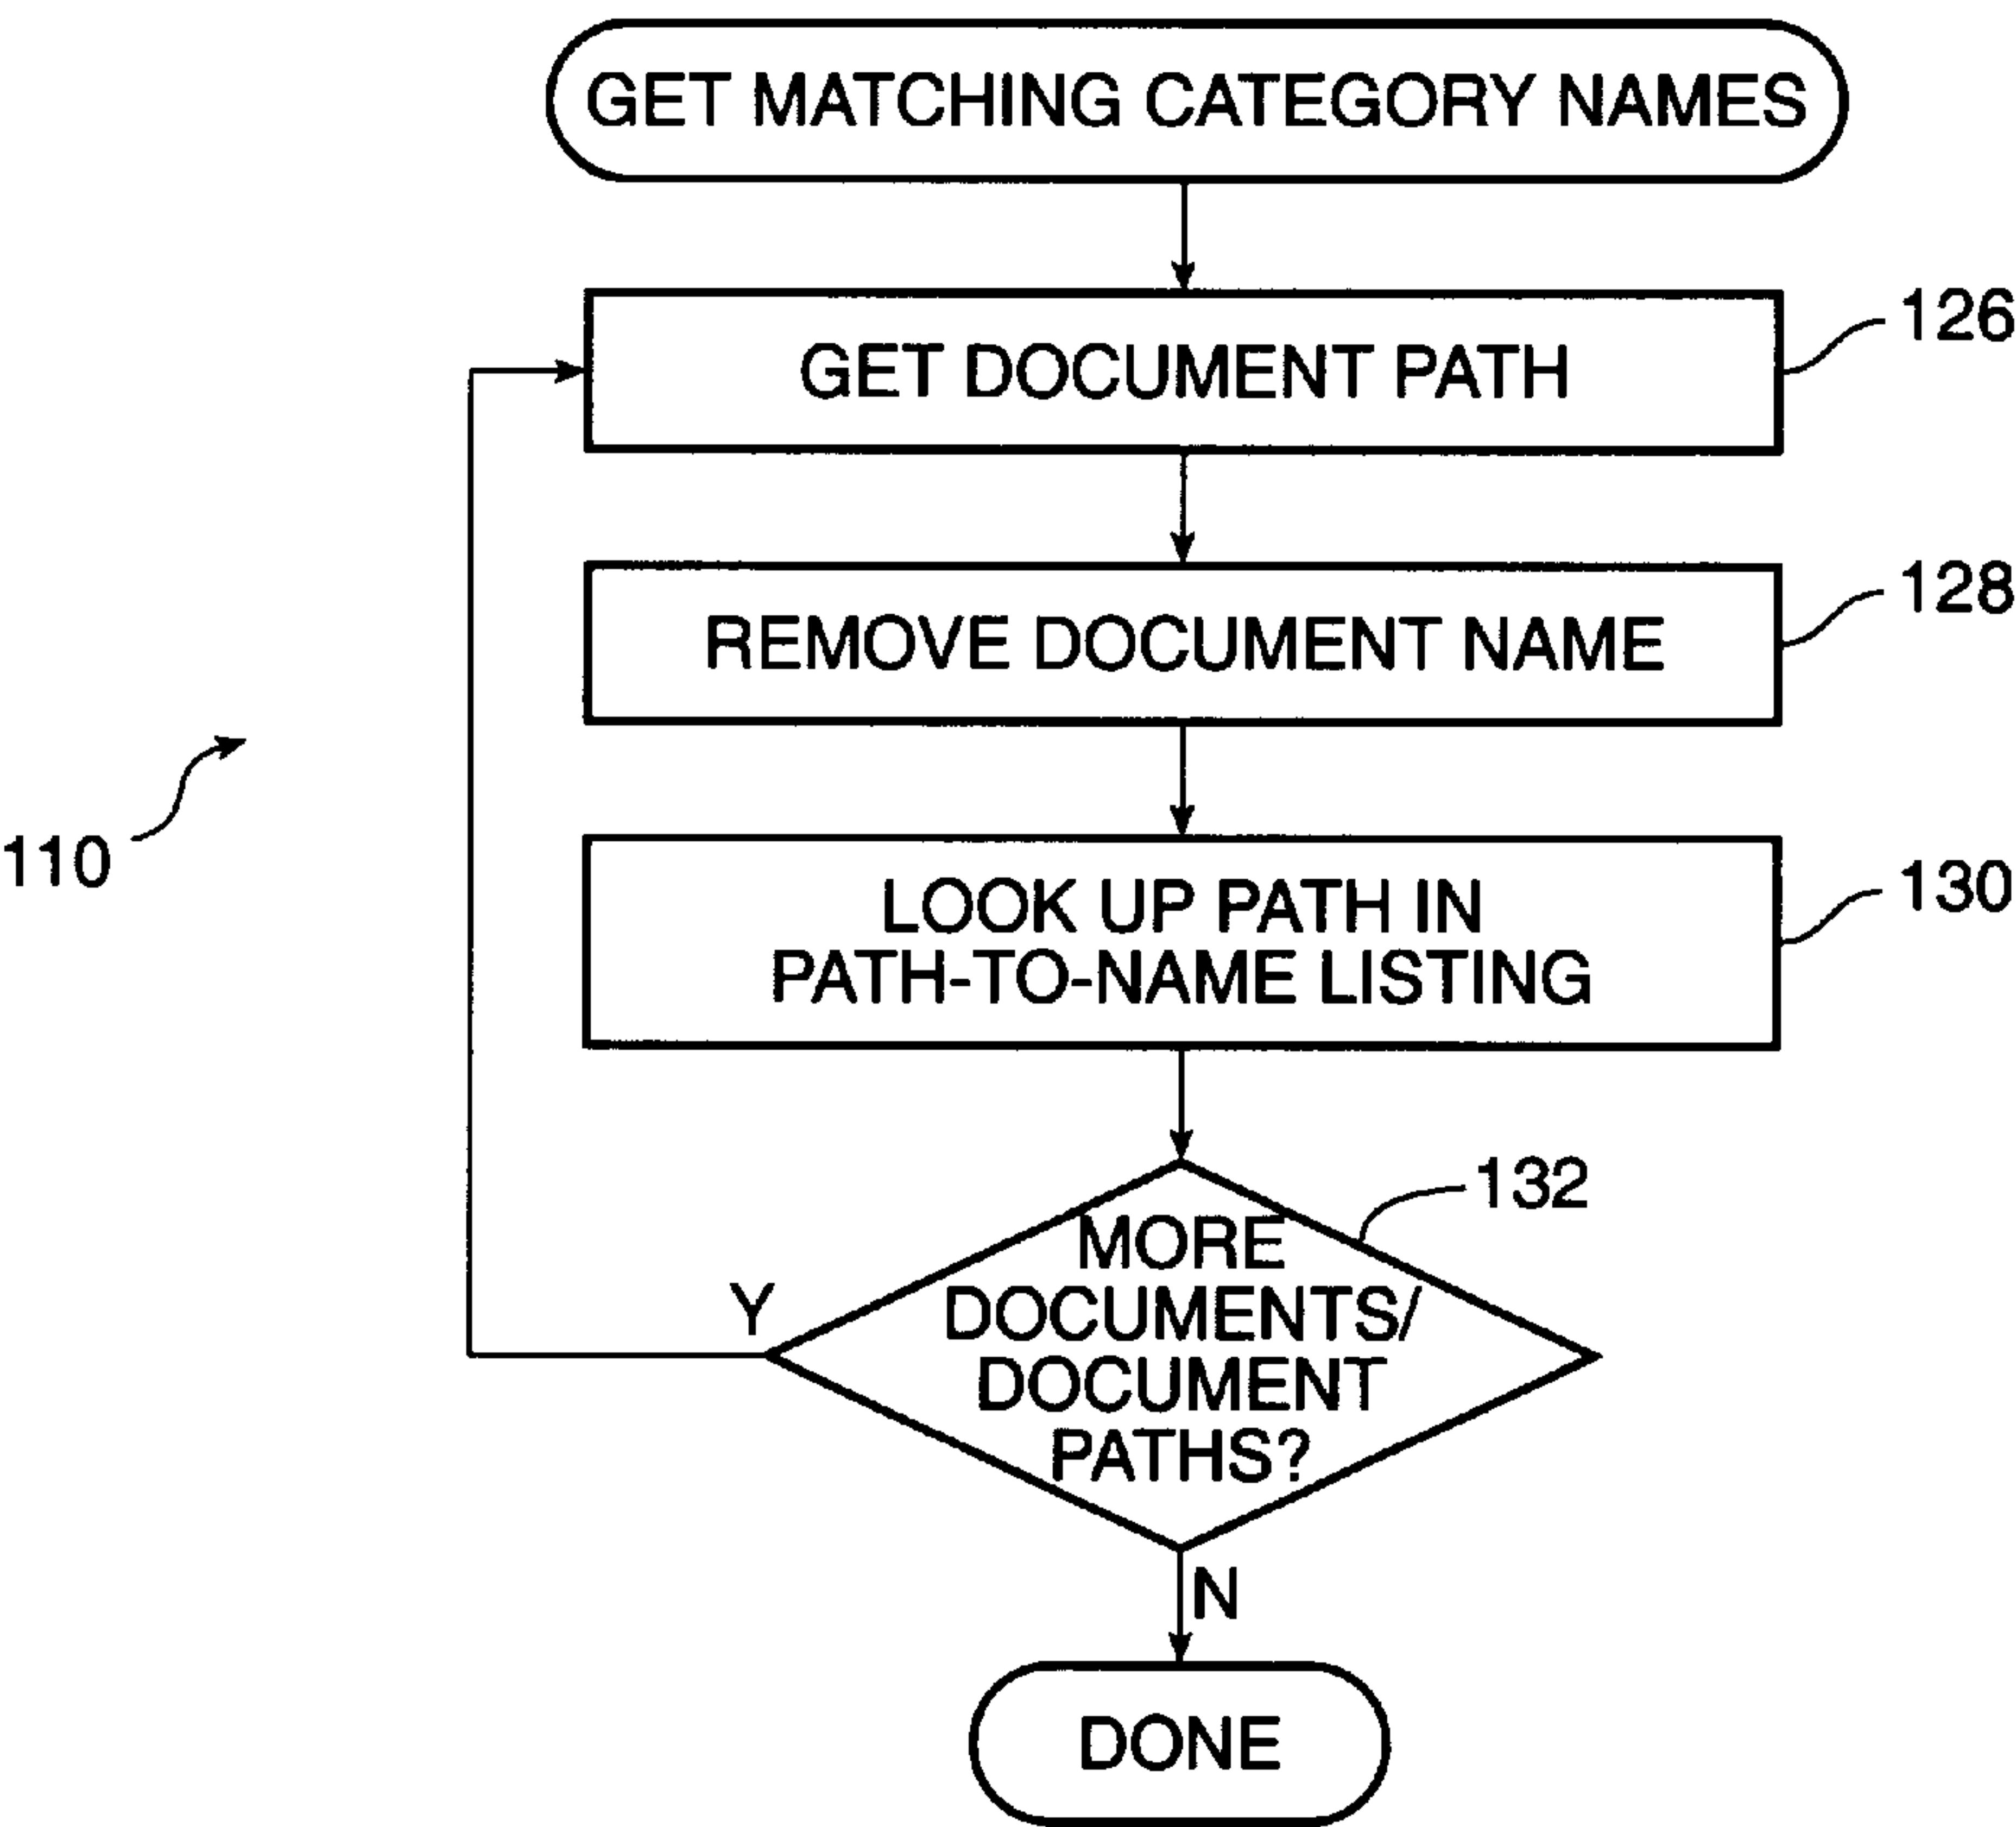 GET MATCHING CATEGORY NAMES
126
GET DOCUMENT PATH
128
REMOVE DOCUMENT NAME
110
130
LOOK UP PATH IN
PATH-TO-NAME LISTING
132
MORE
DOCUMENTS/
DOCUMENT
PATHS?
Y
N
DONE